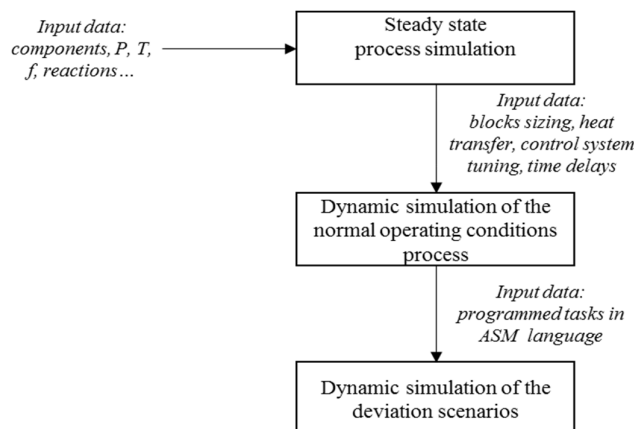 Input data:
components, P, T,
f, reactions…
Steady state
process simulation
Input data:
blocks sizing, heat
transfer, control system
tuning, time delays
Dynamic simulation of the
normal operating conditions
process
Input data:
programmed tasks in
ASM language
Dynamic simulation of the
deviation scenarios